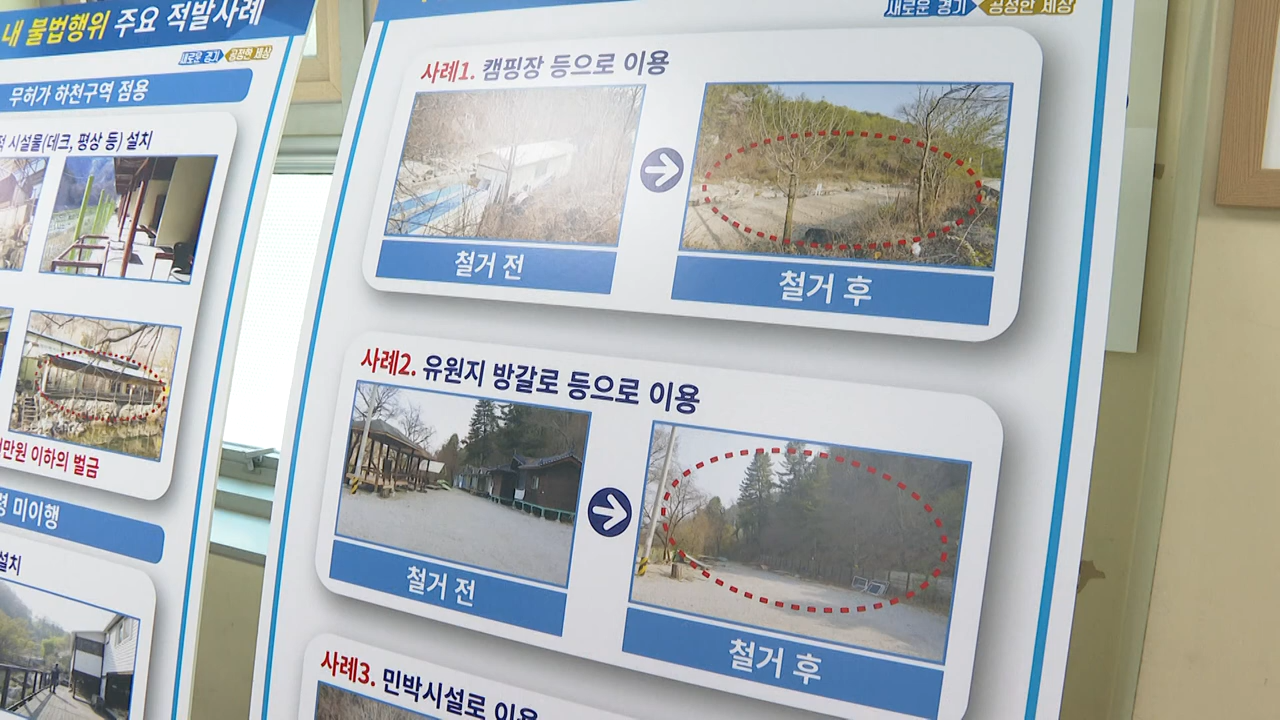 내 불법행위 주요 적발사례
새로운 경기 공정한 세상
무허가 하천구역 점용
시설물(데크, 평상 등) 설치
만원 이하의 벌금
미이행
설치
새로운 경기 공정한 세상
사례1. 캠핑장 등으로 이용
철거 전
철거 후
사례2. 유원지 방갈로 등으로 이용
철거 전
철거 후
사례3. 민박시설로 이용